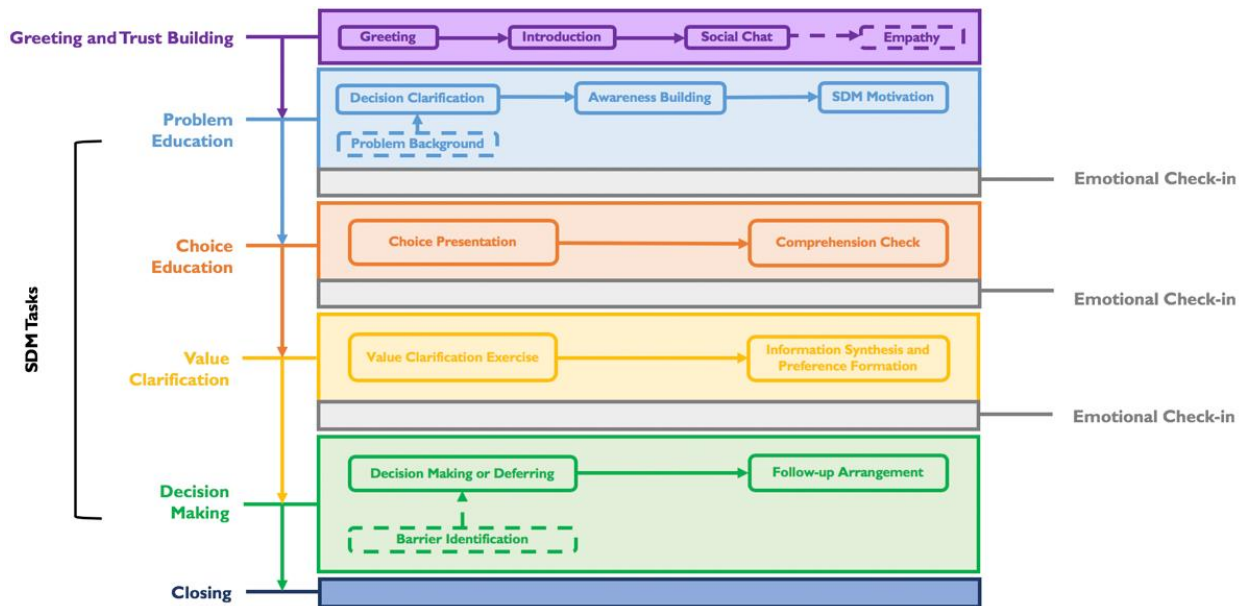 Greeting and Trust Building
Greeting
Introduction
Social Chat
Empathy
Problem
Education
Decision Clarification
Awareness Building
SDM Motivation
Problem Background
Emotional Check-in
Choice
Education
Choice Presentation
Comprehension Check
Emotional Check-in
SDM Tasks
Value
Clarification
Value Clarification Exercise
Information Synthesis and
Preference Formation
Emotional Check-in
Decision
Making
Decision Making or Deferring
Follow-up Arrangement
Barrier Identification
Closing